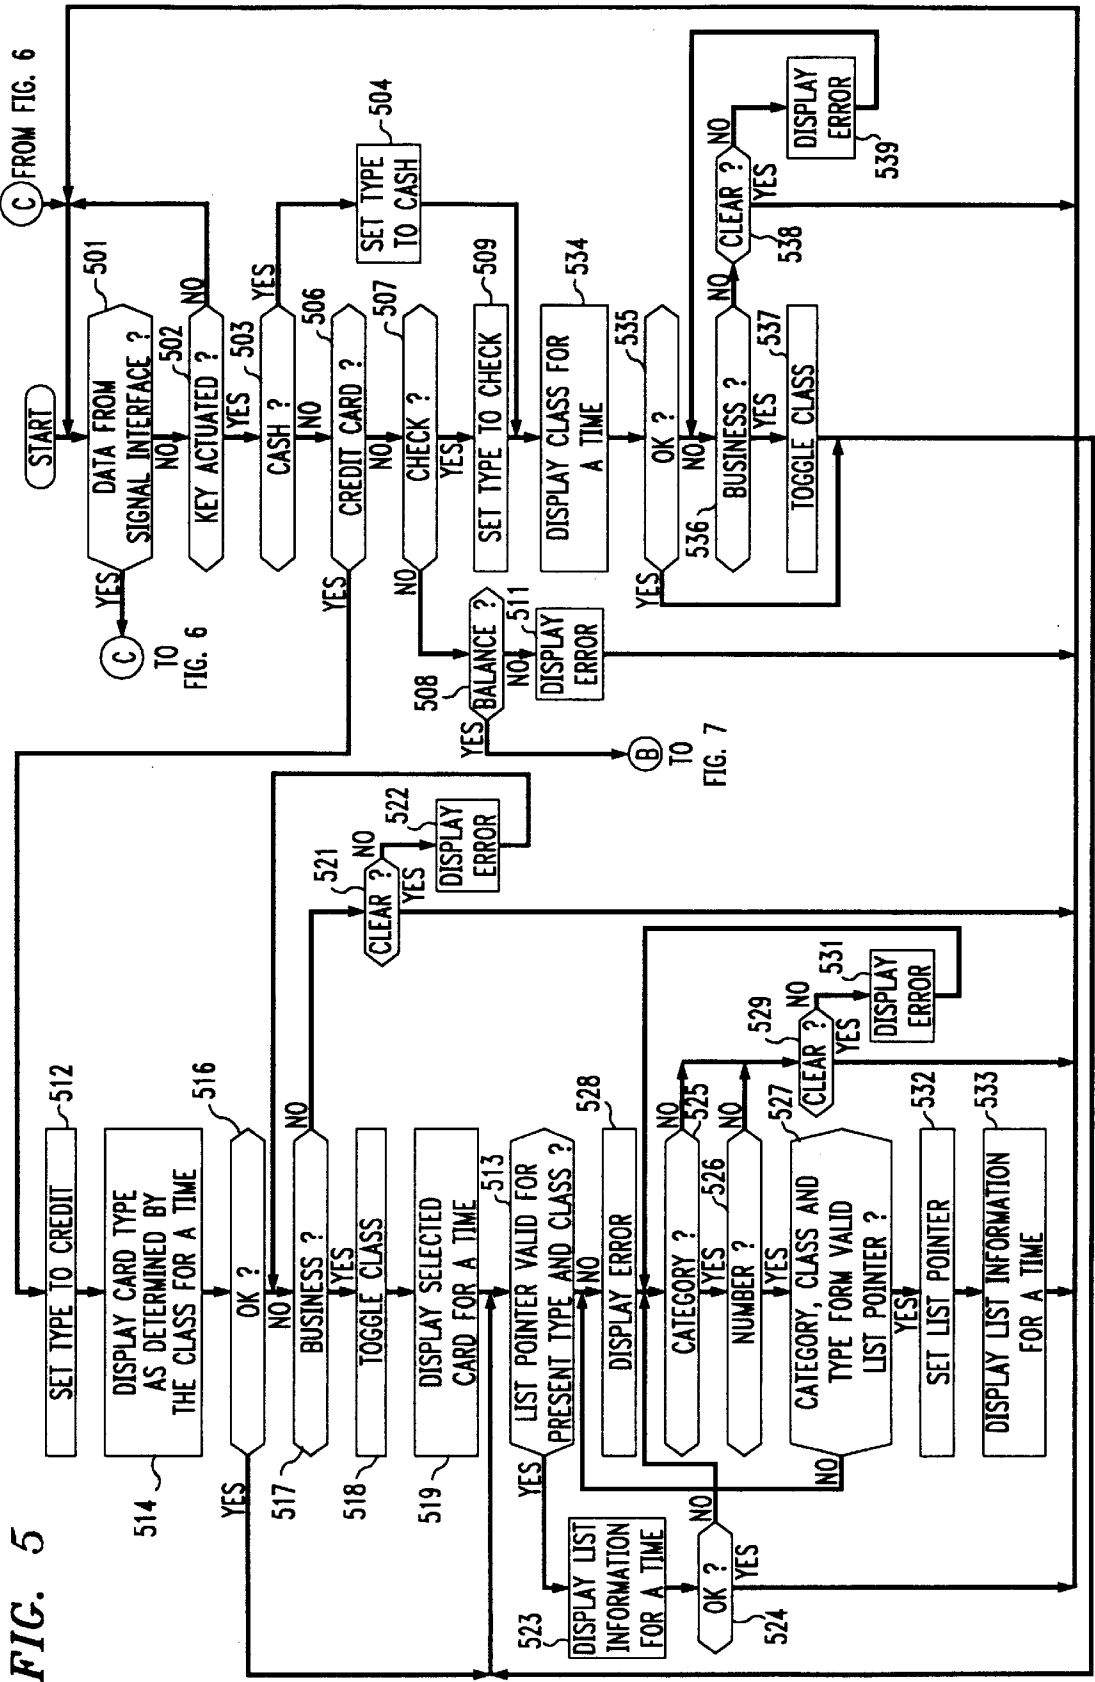 FIG. 5
START
C
FROM FIG. 6
501
DATA FROM
SIGNAL INTERFACE ?
YES
C
TO
FIG. 6
NO
502
KEY ACTUATED ?
NO
YES
503
CASH ?
YES
504
SET TYPE
TO CASH
NO
506
CREDIT CARD ?
YES
NO
507
CHECK ?
NO
YES
508
BALANCE ?
YES
B
TO
FIG. 7
NO
511
DISPLAY
ERROR
509
SET TYPE TO CHECK
534
DISPLAY CLASS FOR
A TIME
535
OK ?
YES
NO
536
BUSINESS ?
NO
YES
537
TOGGLE CLASS
538
CLEAR ?
NO
YES
539
DISPLAY
ERROR
512
SET TYPE TO CREDIT
514
DISPLAY CARD TYPE
AS DETERMINED BY
THE CLASS FOR A TIME
516
OK ?
YES
NO
517
BUSINESS ?
NO
YES
521
CLEAR ?
NO
YES
522
DISPLAY
ERROR
518
TOGGLE CLASS
519
DISPLAY SELECTED
CARD FOR A TIME
513
LIST POINTER VALID FOR
PRESENT TYPE AND CLASS ?
YES
NO
523
DISPLAY LIST
INFORMATION
FOR A TIME
524
OK ?
NO
YES
528
DISPLAY ERROR
525
CATEGORY ?
NO
YES
526
NUMBER ?
NO
YES
529
CLEAR ?
NO
YES
531
DISPLAY
ERROR
527
CATEGORY, CLASS AND
TYPE FORM VALID
LIST POINTER ?
NO
YES
532
SET LIST POINTER
533
DISPLAY LIST INFORMATION
FOR A TIME